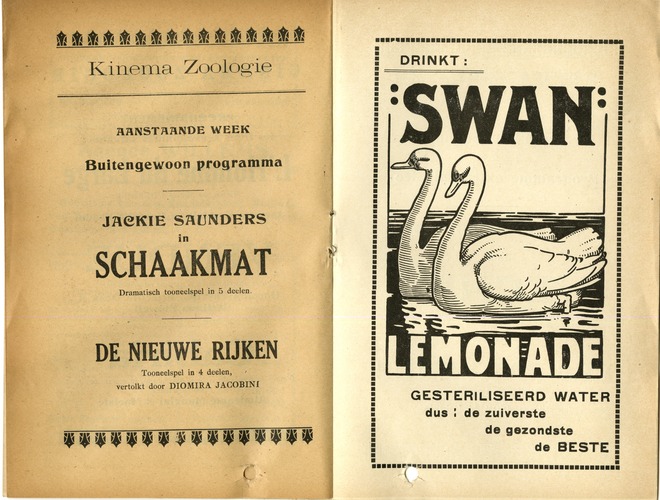 Kinema Zoologie
AANSTAANDE WEEK
Buitengewoon programma
JACKIE SAUNDERS
in
SCHAAKMAT
Dramatisch tooneelspel in 5 deelen.
DE NIEUWE RIJKEN
Tooneelspel in 4 deelen,
vertolkt door DIOMIRA JACOBINI
DRINKT :
:SWAN:
LEMONADE
GESTERILISEERD WATER
dus : de zuiverste
de gezondste
de BESTE